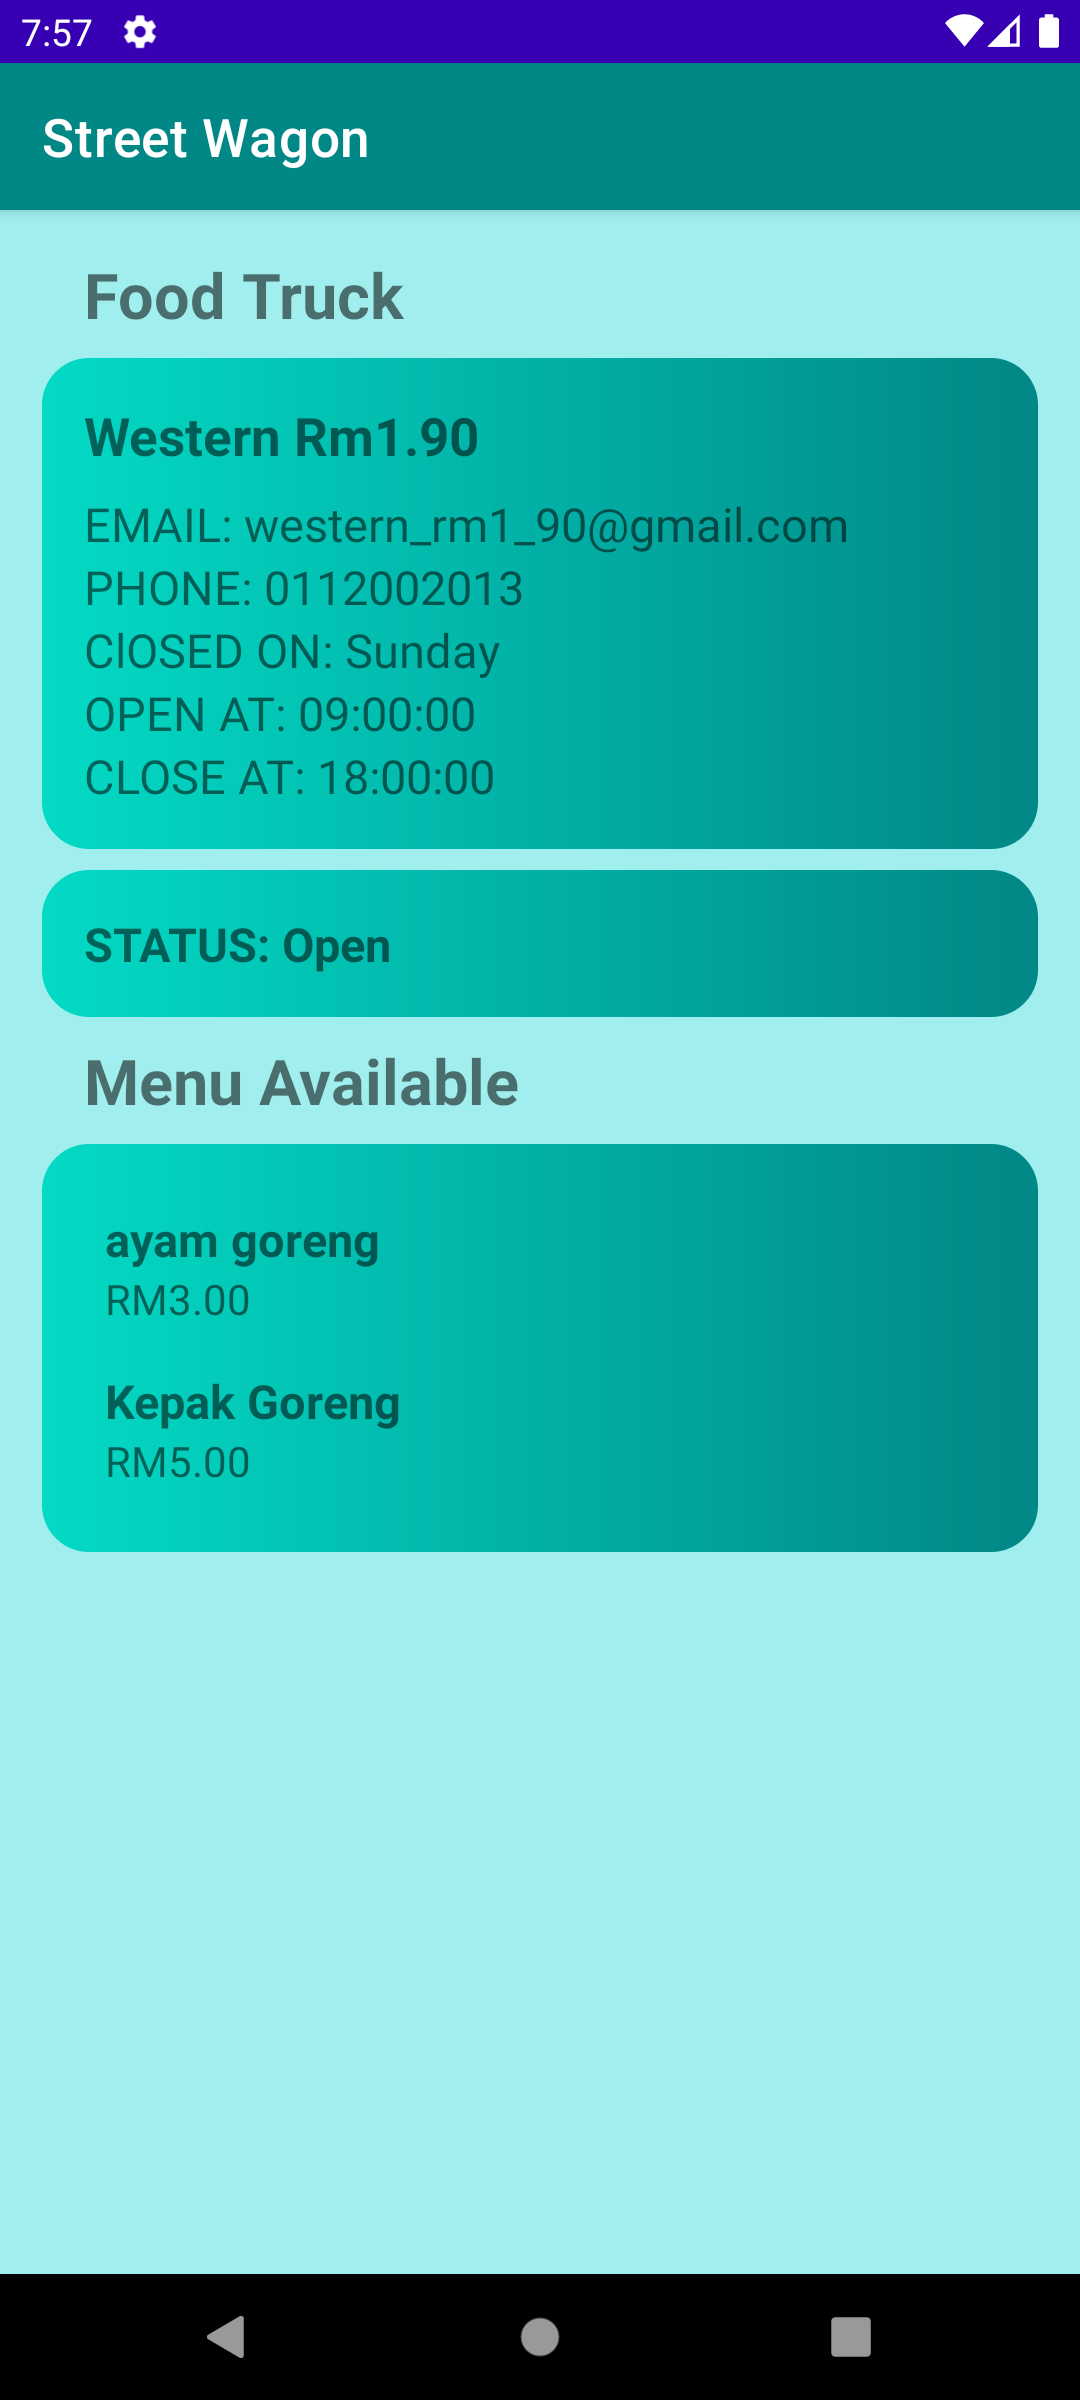 7:57
Street Wagon
Food Truck
Western Rm1.90
EMAIL: western_rm1_90@gmail.com
PHONE: 0112002013
ClOSED ON: Sunday
OPEN AT: 09:00:00
CLOSE AT: 18:00:00
STATUS: Open
Menu Available
ayam goreng
RM3.00
Kepak Goreng
RM5.00